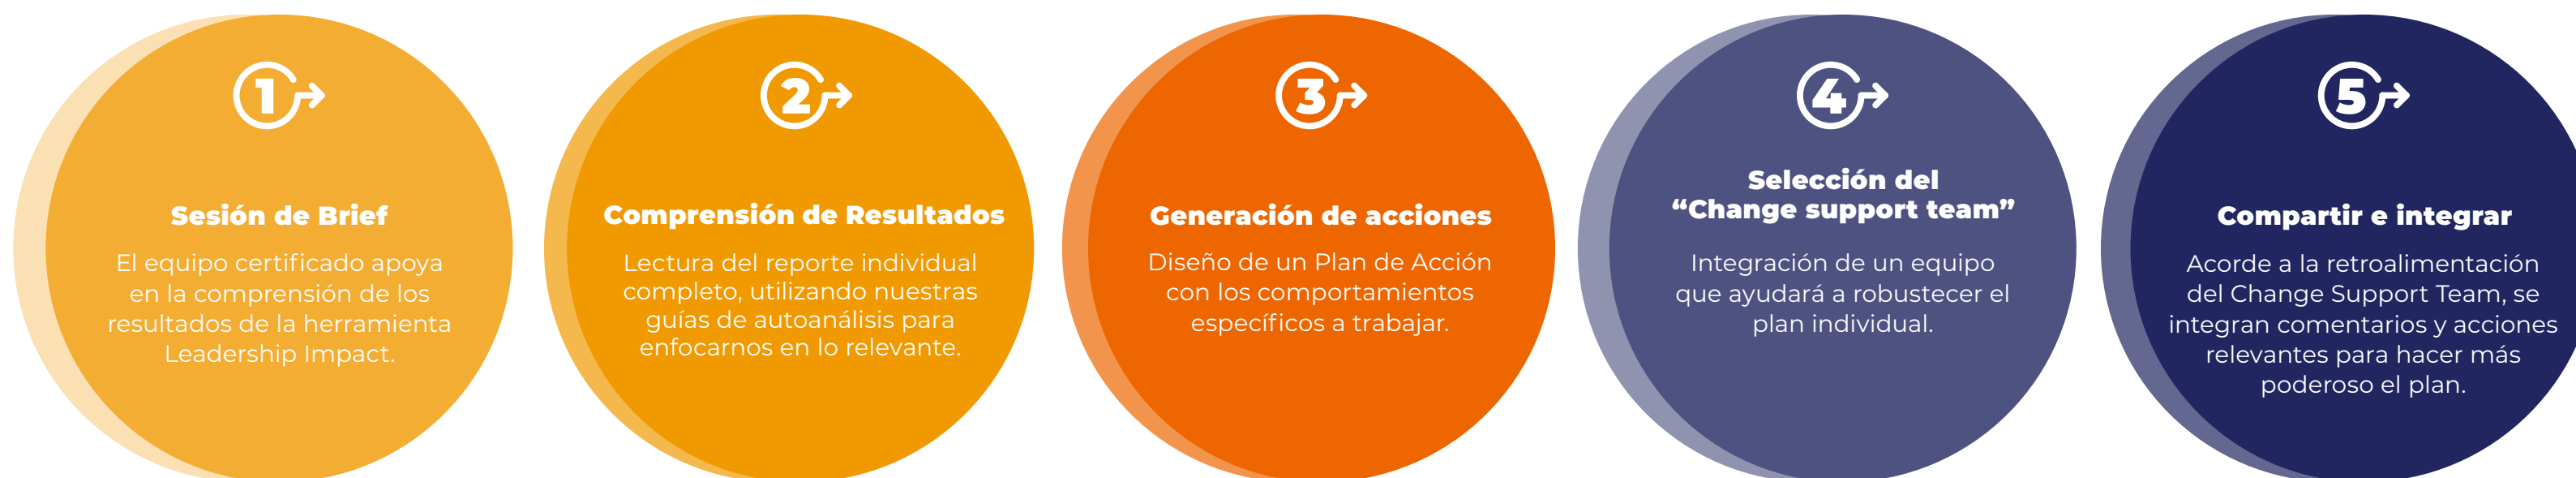 1
Sesión de Brief
El equipo certificado apoya
en la comprensión de los
resultados de la herramienta
Leadership Impact.
2
Comprensión de Resultados
Lectura del reporte individual
completo, utilizando nuestras
guías de autoanálisis para
enfocarnos en lo relevante.
3
Generación de acciones
Diseño de un Plan de Acción
con los comportamientos
específicos a trabajar.
4
Selección del
“Change support team”
Integración de un equipo
que ayudará a robustecer el
plan individual.
5
Compartir e integrar
Acorde a la retroalimentación
del Change Support Team, se
integran comentarios y acciones
relevantes para hacer más
poderoso el plan.